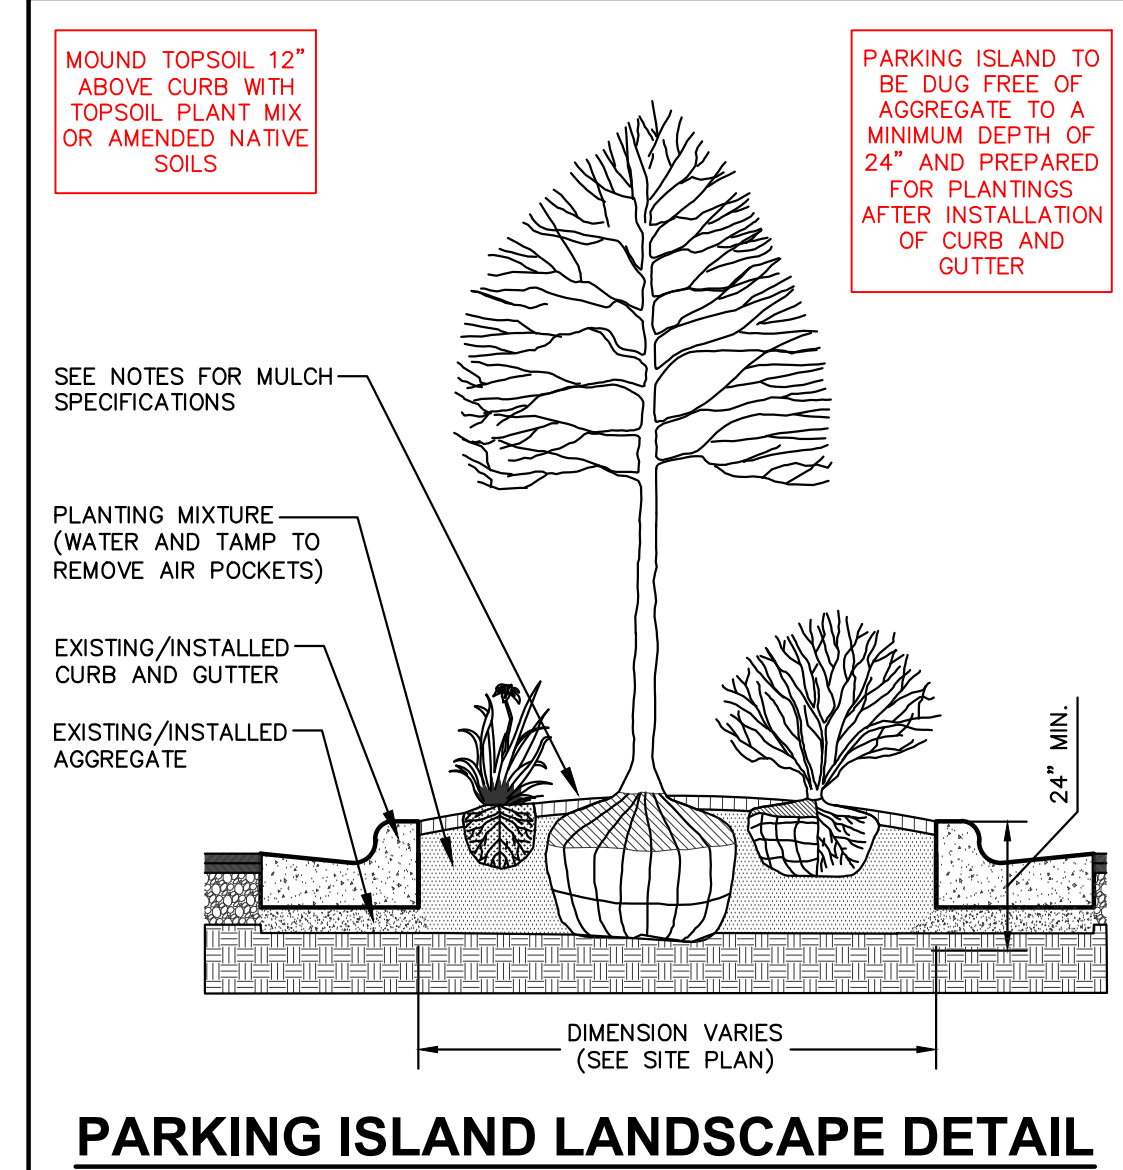 MOUND TOPSOIL 12"
ABOVE CURB WITH
TOPSOIL PLANT MIX
OR AMENDED NATIVE
SOILS
PARKING ISLAND TO
BE DUG FREE OF
AGGREGATE TO A
MINIMUM DEPTH OF
24" AND PREPARED
FOR PLANTINGS
AFTER INSTALLATION
OF CURB AND
GUTTER
SEE NOTES FOR MULCH
SPECIFICATIONS
PLANTING MIXTURE
(WATER AND TAMP TO
REMOVE AIR POCKETS)
EXISTING/INSTALLED
CURB AND GUTTER
EXISTING/INSTALLED
AGGREGATE
24" MIN.
DIMENSION VARIES
(SEE SITE PLAN)
PARKING ISLAND LANDSCAPE DETAIL